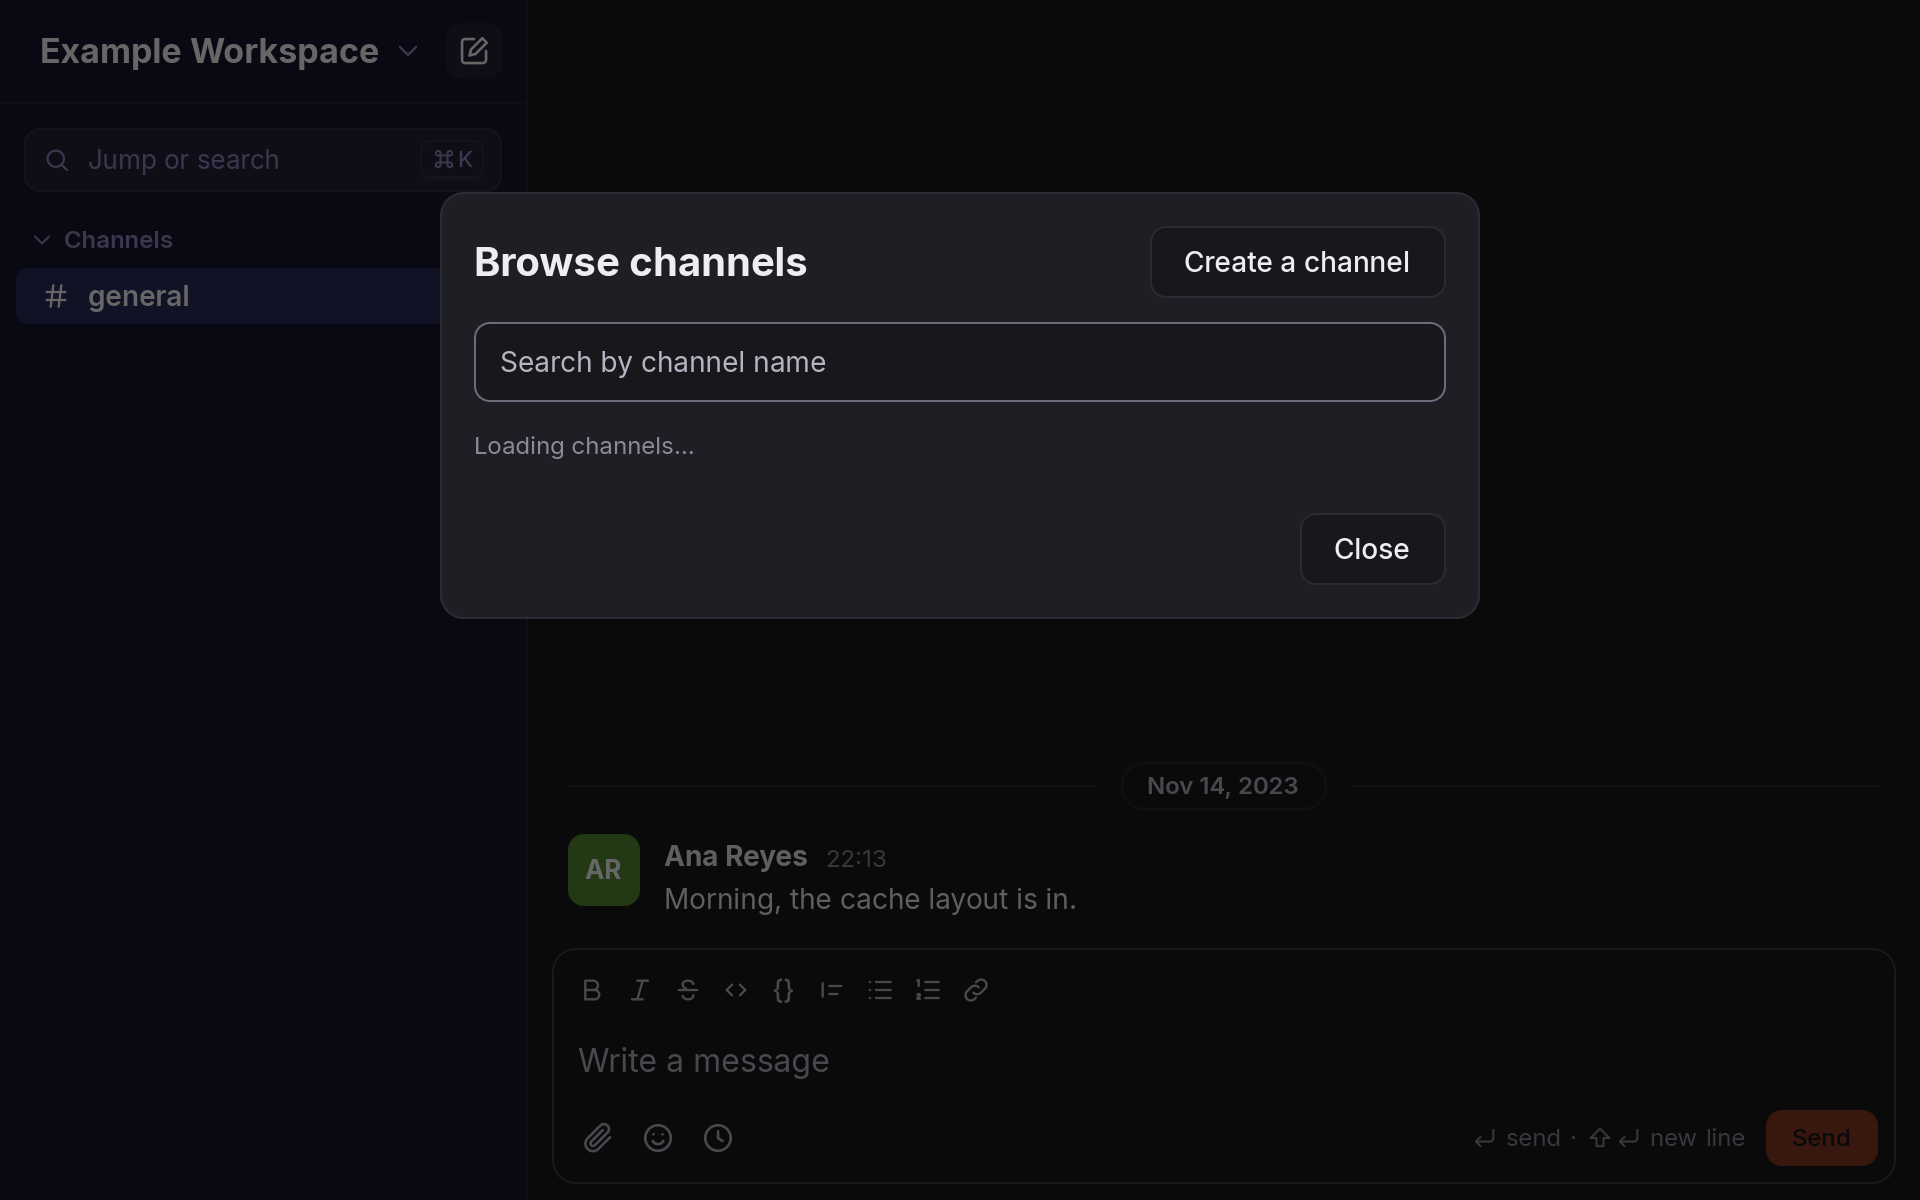 Example Workspace
Jump or search ⌘K
Channels
# general
Browse channels
Create a channel
Search by channel name
Loading channels...
Close
Nov 14, 2023
AR
Ana Reyes 22:13
Morning, the cache layout is in.
Write a message
send · new line
Send